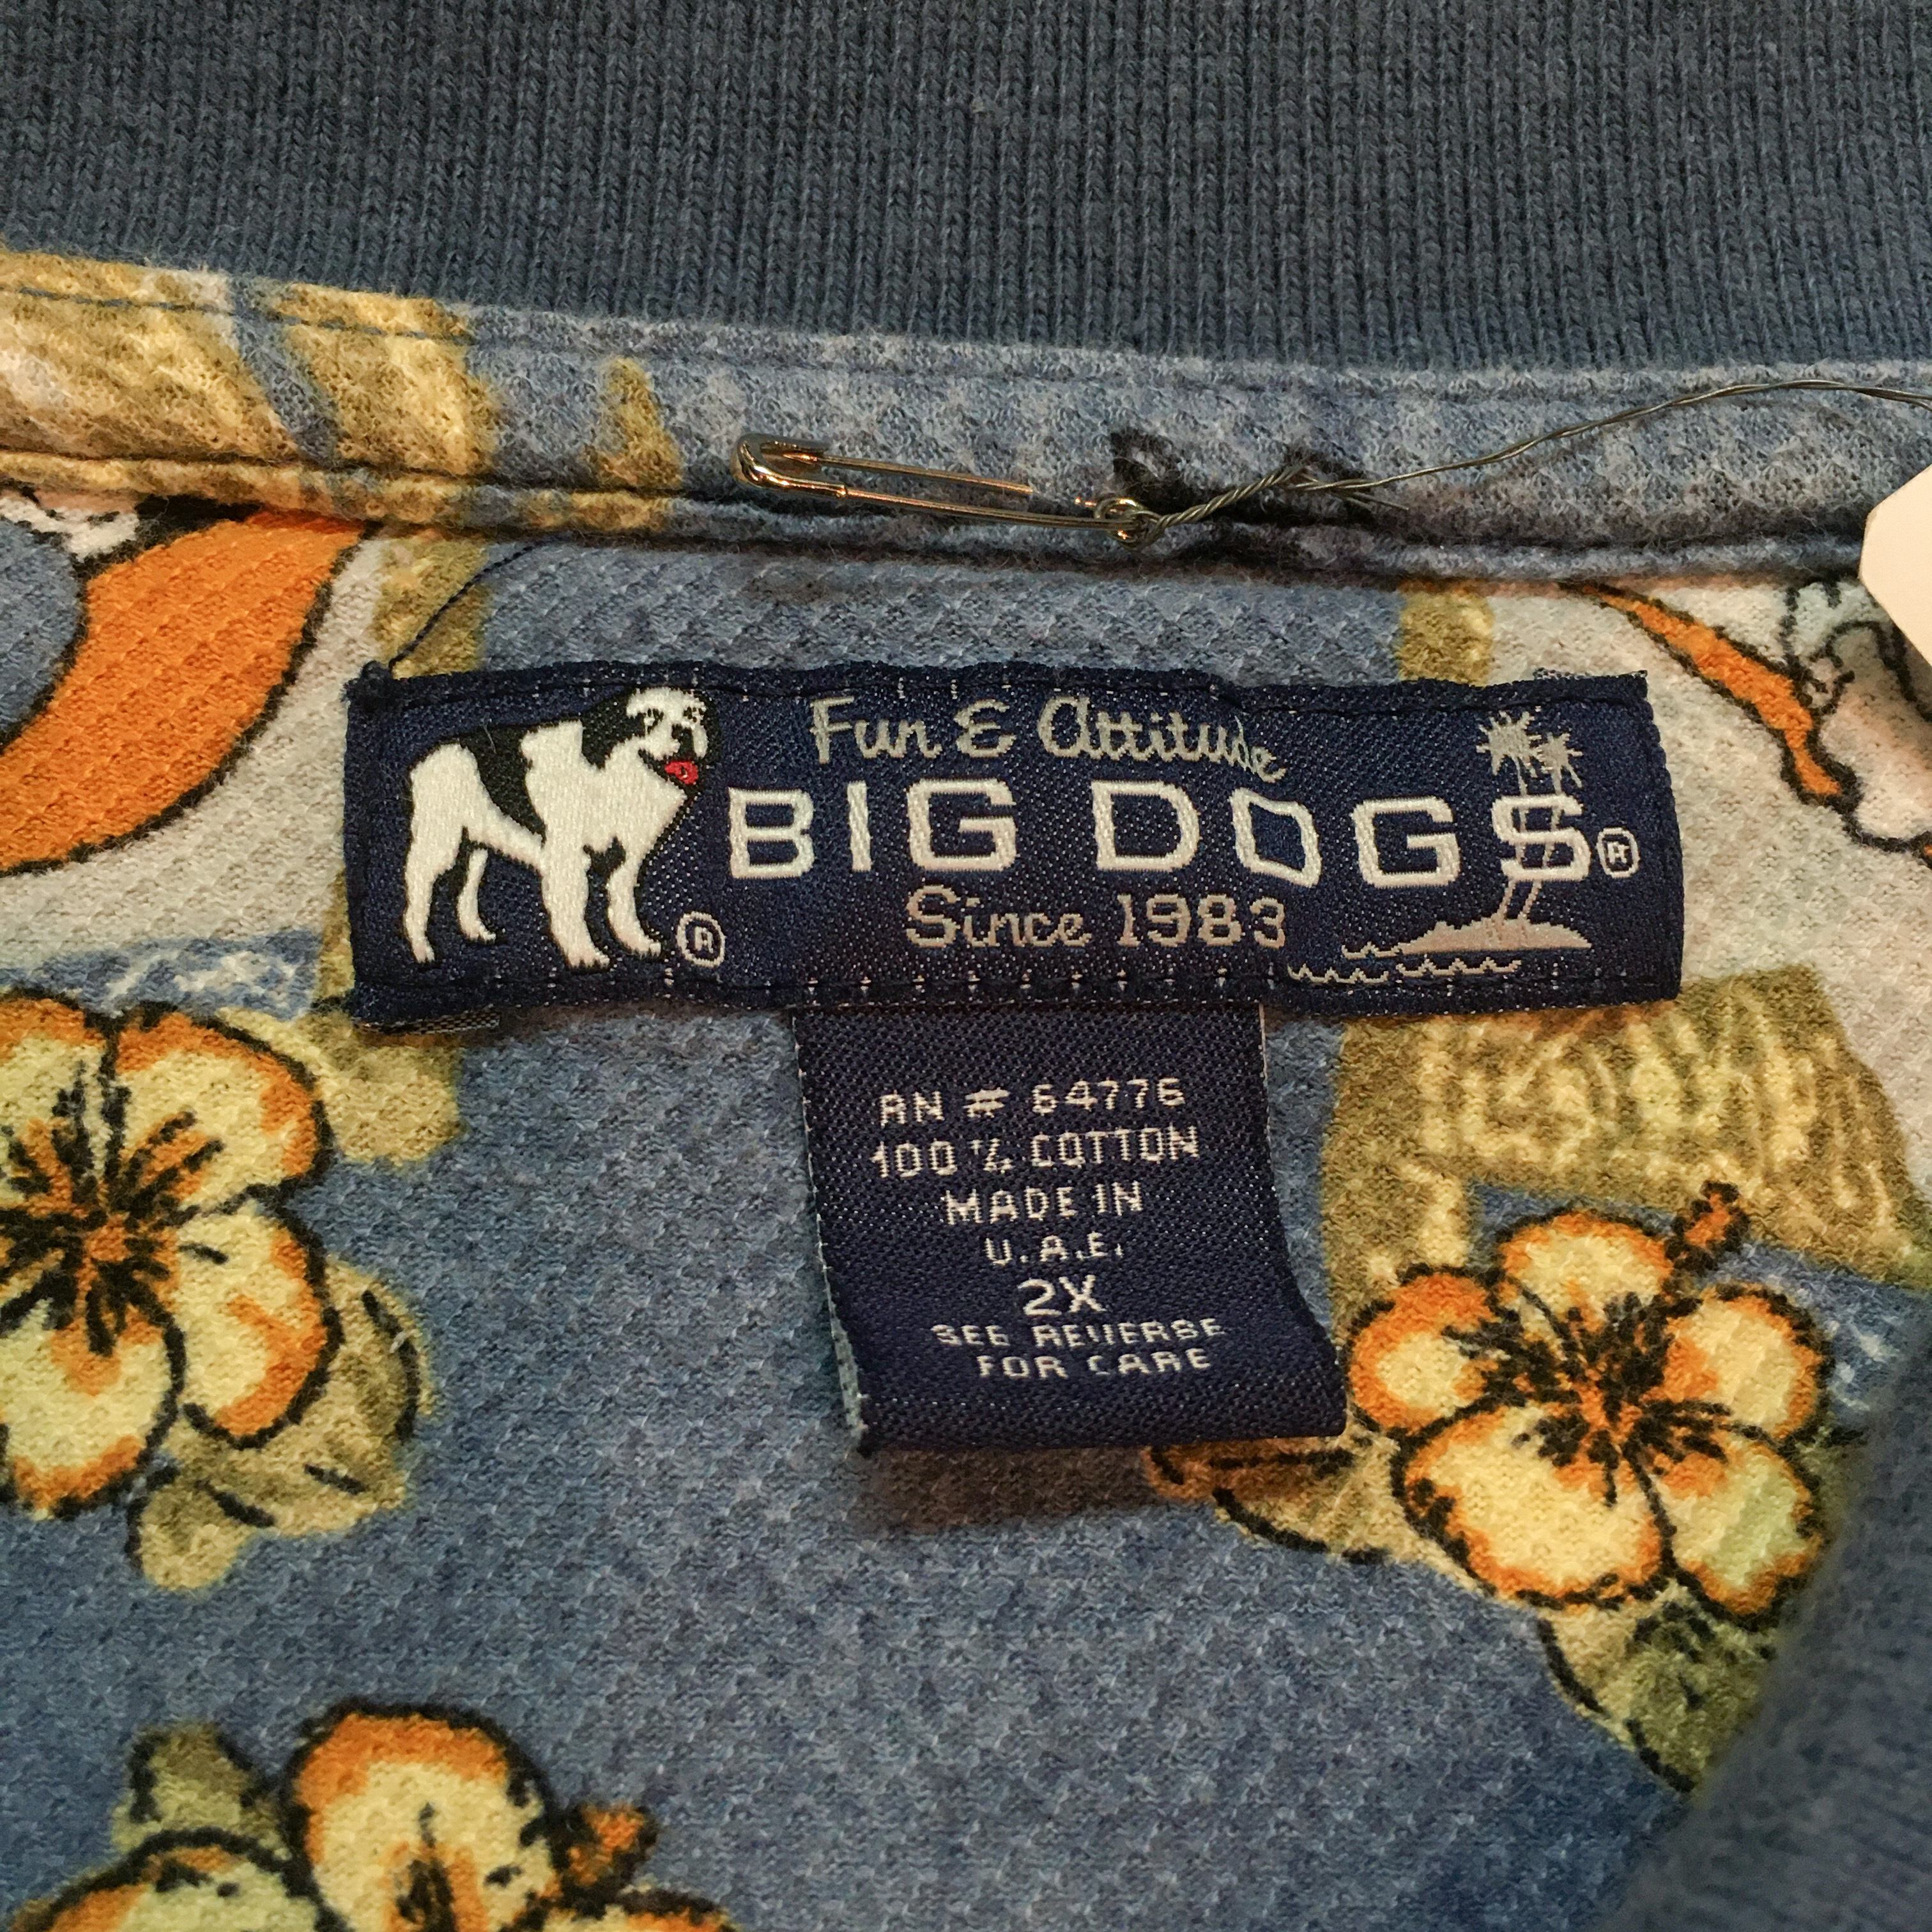 Fun & Attitude
BIG DOGS®
Since 1983
®
RN # 64776
100% COTTON
MADE IN
U.A.E.
2X
SEE REVERSE
FOR CARE